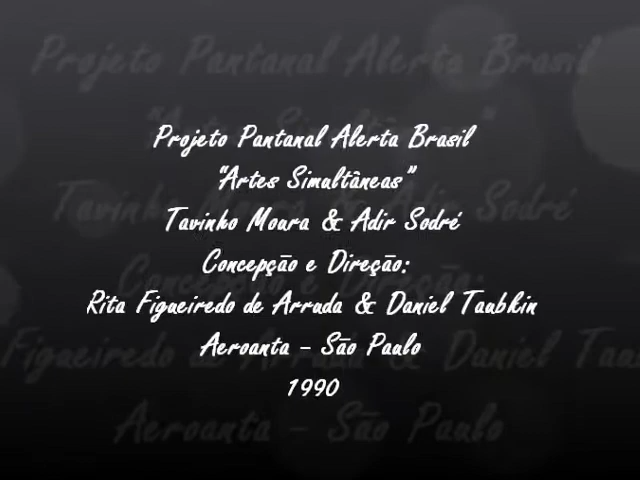 Projeto Pantanal Alerta Brasil
“Artes Simultâneas”
Tavinho Moura & Adir Sodré
Concepção e Direção:
Rita Figueiredo de Arruda & Daniel Taubkin
Aeroanta - São Paulo
1990